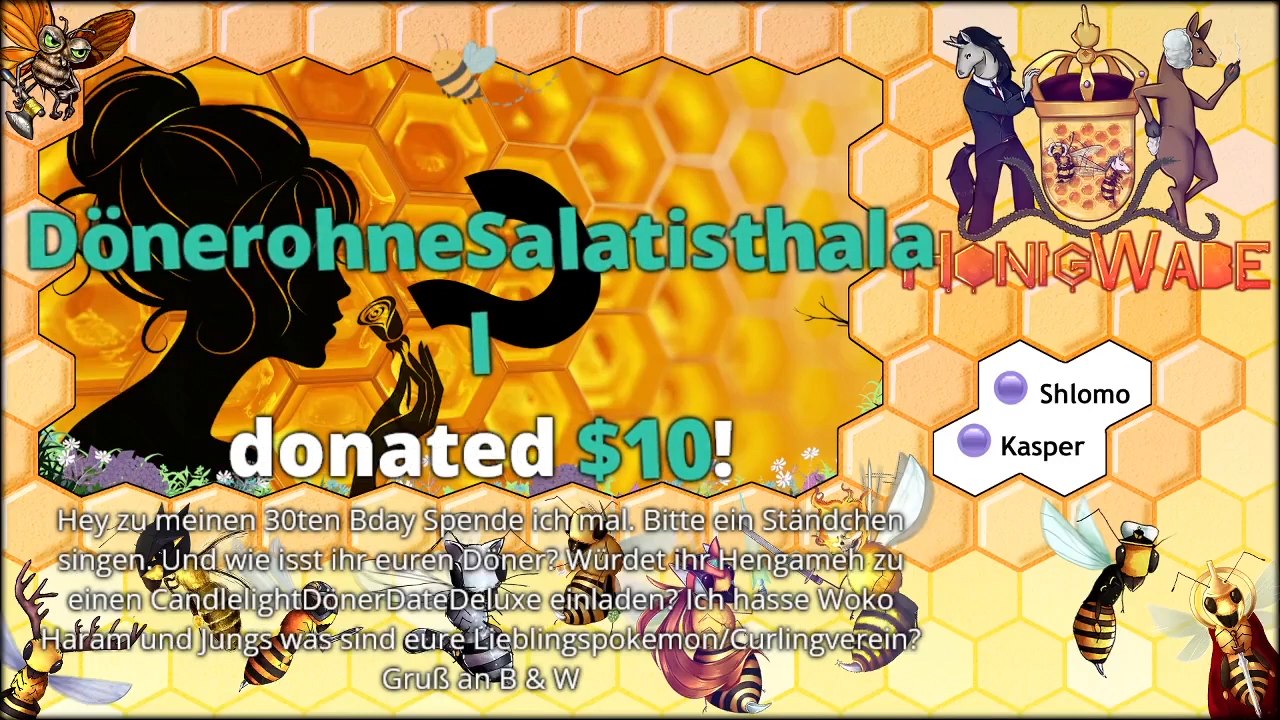 DönerohneSalatisthala
l
donated $10!
Hey zu meinen 30ten Bday Spende ich mal. Bitte ein Ständchen
singen. Und wie isst ihr euren Döner? Würdet ihr Hengameh zu
einen CandlelightDönerDateDeluxe einladen? Ich hasse Woko
Haram und Jungs was sind eure Lieblingspokemon/Curlingverein?
Gruß an B & W
HONIGWABE
Shlomo
Kasper